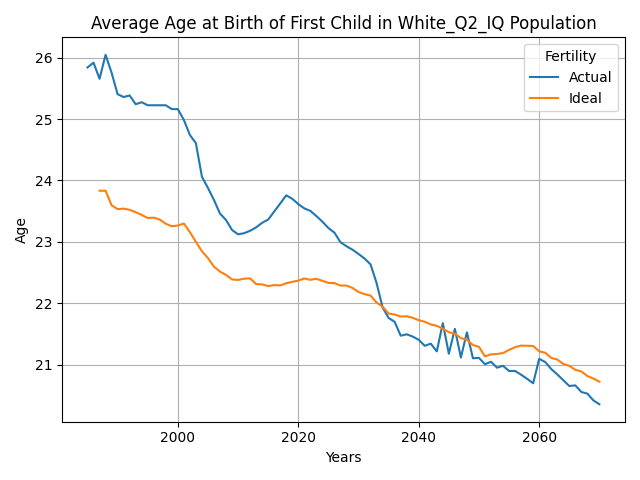 Average Age at Birth of First Child in White_Q2_IQ Population
Fertility
Actual
Ideal
Age
26
25
24
23
22
21
2000
2020
2040
2060
Years